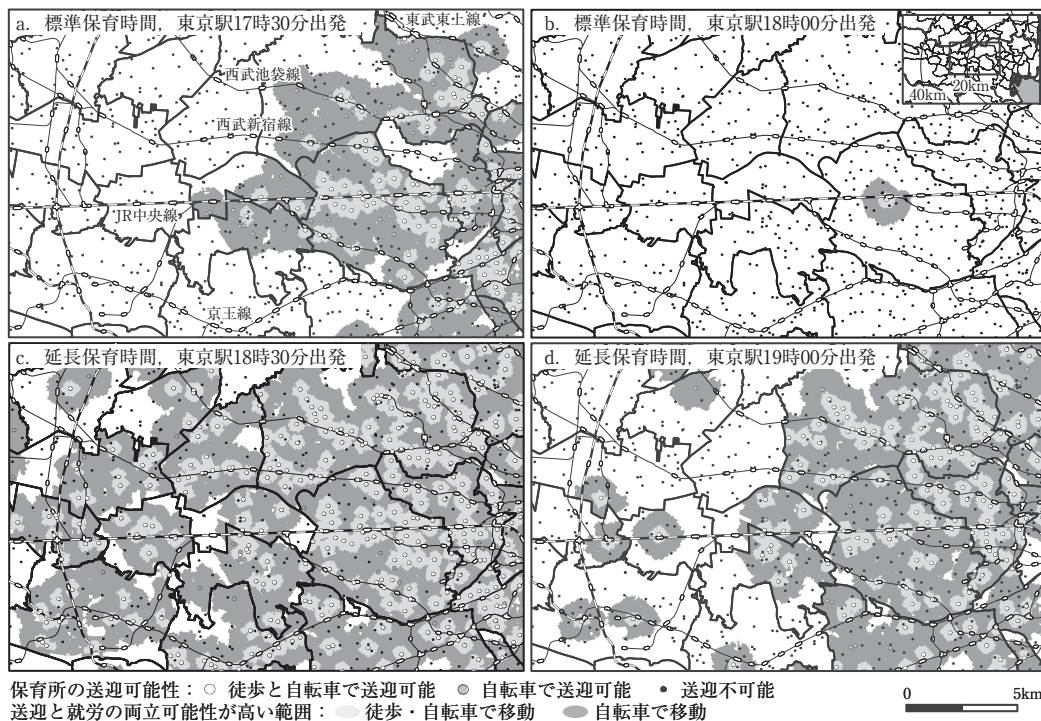 a. 標準保育時間，東京駅17時30分出発
東武東上線
西武池袋線
西武新宿線
JR中央線
京王線
b. 標準保育時間，東京駅18時00分出発
20km
40km
c. 延長保育時間，東京駅18時30分出発
d. 延長保育時間，東京駅19時00分出発
保育所の送迎可能性： 徒歩と自転車で送迎可能 自転車で送迎可能 送迎不可能
送迎と就労の両立可能性が高い範囲： 徒歩・自転車で移動 自転車で移動
0 5km